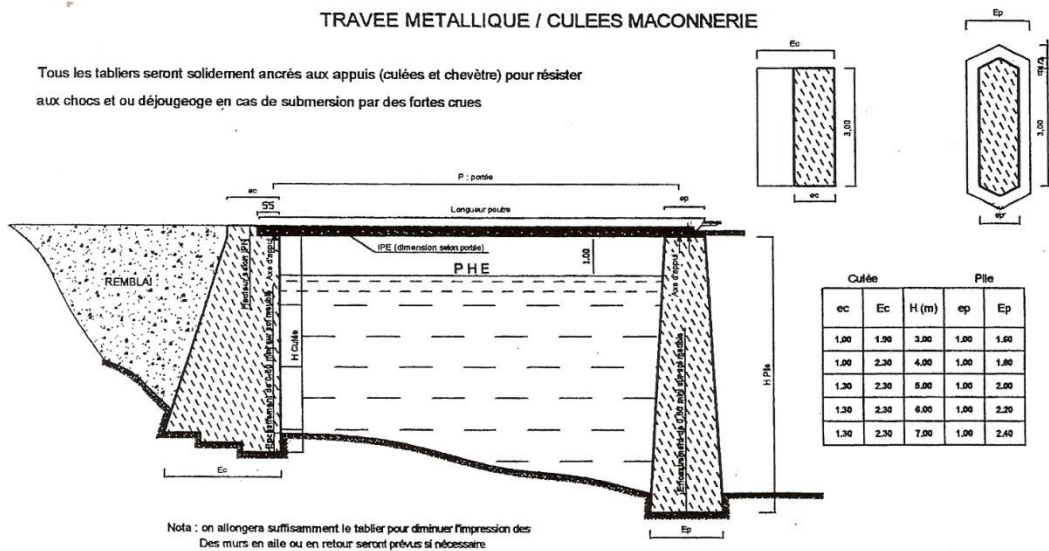 TRAVEE METALLIQUE / CULEES MACONNERIE
Tous les tabliers seront solidement ancrés aux appuis (culées et chevêtre) pour résister
aux chocs et ou déjougeoge en cas de submersion par des fortes crues
Ec
3,00
ec
Ep
3,00
ep
P : portée
ec
SS
ep
Longueur poutre
IPE (dimension selon portée)
1,00
PHE
REMBLAI
Hauteur selon IPN
Axe d'appui
Axe d'appui
H Culée
H Pile
Ec
Ep
Culée Pile
ec Ec H (m) ep Ep
1,00 1.90 3,00 1,00 1.60
1,00 2.30 4,00 1,00 1,80
1,30 2.30 5,00 1,00 2.00
1.30 2.30 6,00 1,00 2.20
1.30 2.30 7,00 1,00 2,40
Nota : on allongera suffisamment le tablier pour diminuer l'impression des
Des murs en aile ou en retour seront prévus si nécessaire